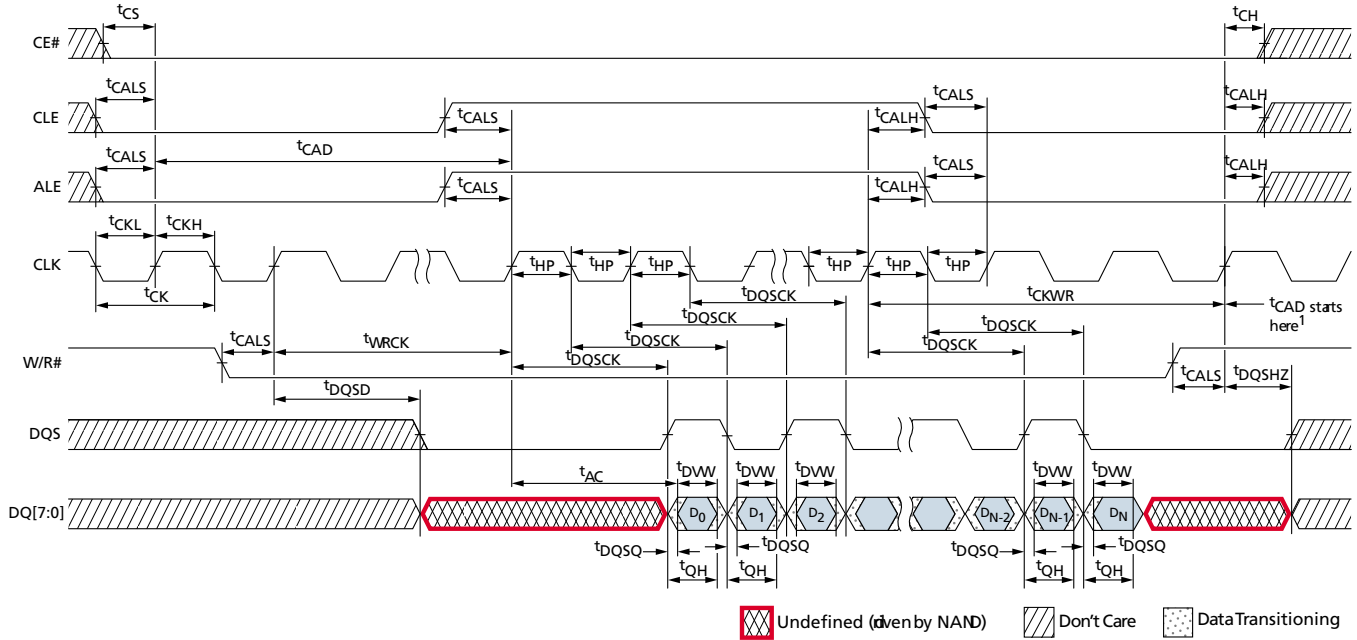 tCS tCH
CE#
tCALS tCALS tCALH
CLE tCALS tCALH
tCAD
tCALS tCALS tCALH
ALE tCALS tCALH
tCKL tCKH
CLK tHP tHP tHP tHP tHP tHP
tCK tDQSCK tCKWR tCAD starts
here1
tDQSCK tDQSCK
tCALS tWRCK tDQSCK tDQSCK
W/R# tDQSCK
tDQSD tCALS tDQSHZ
DQS
tAC tDVW tDVW tDVW tDVW tDVW
DQ[7:0] D0 D1 D2 DN-2 DN-1 DN
tDQSQ tDQSQ tDQSQ tDQSQ
tQH tQH tQH tQH
Undefined (driven by NAND) Don't Care Data Transitioning